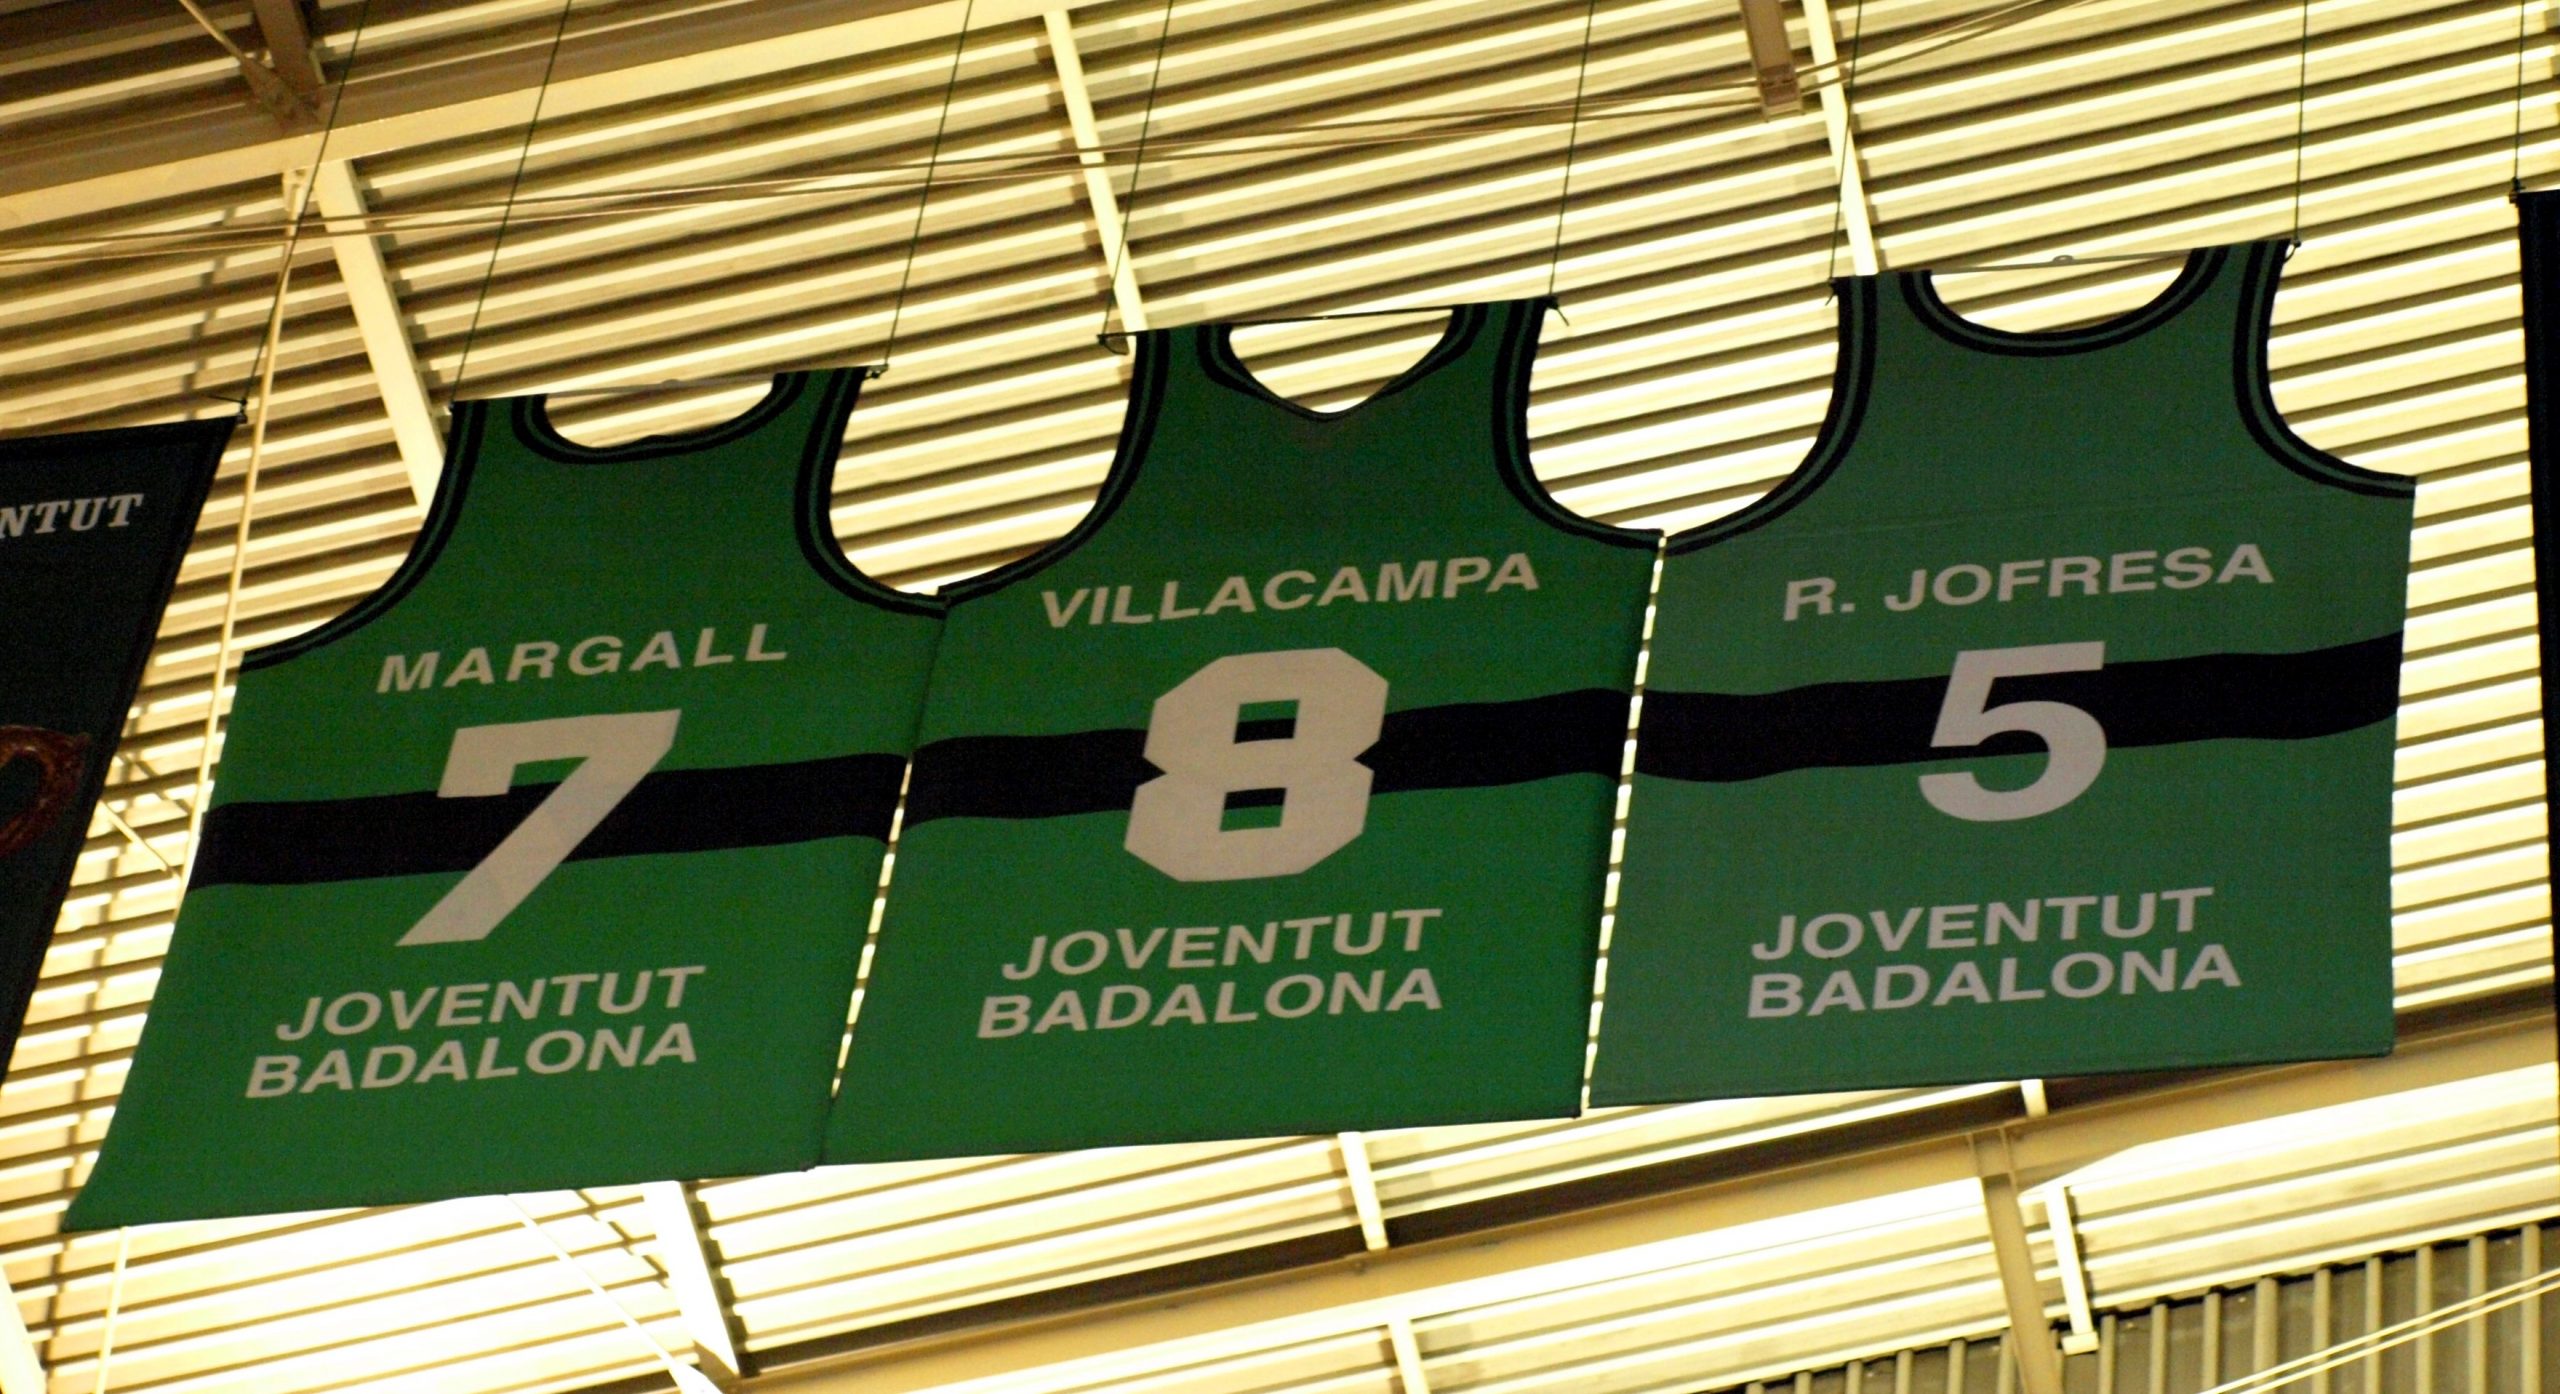 NTUT
MARGALL
7
JOVENTUT
BADALONA
VILLACAMPA
8
JOVENTUT
BADALONA
R. JOFRESA
5
JOVENTUT
BADALONA